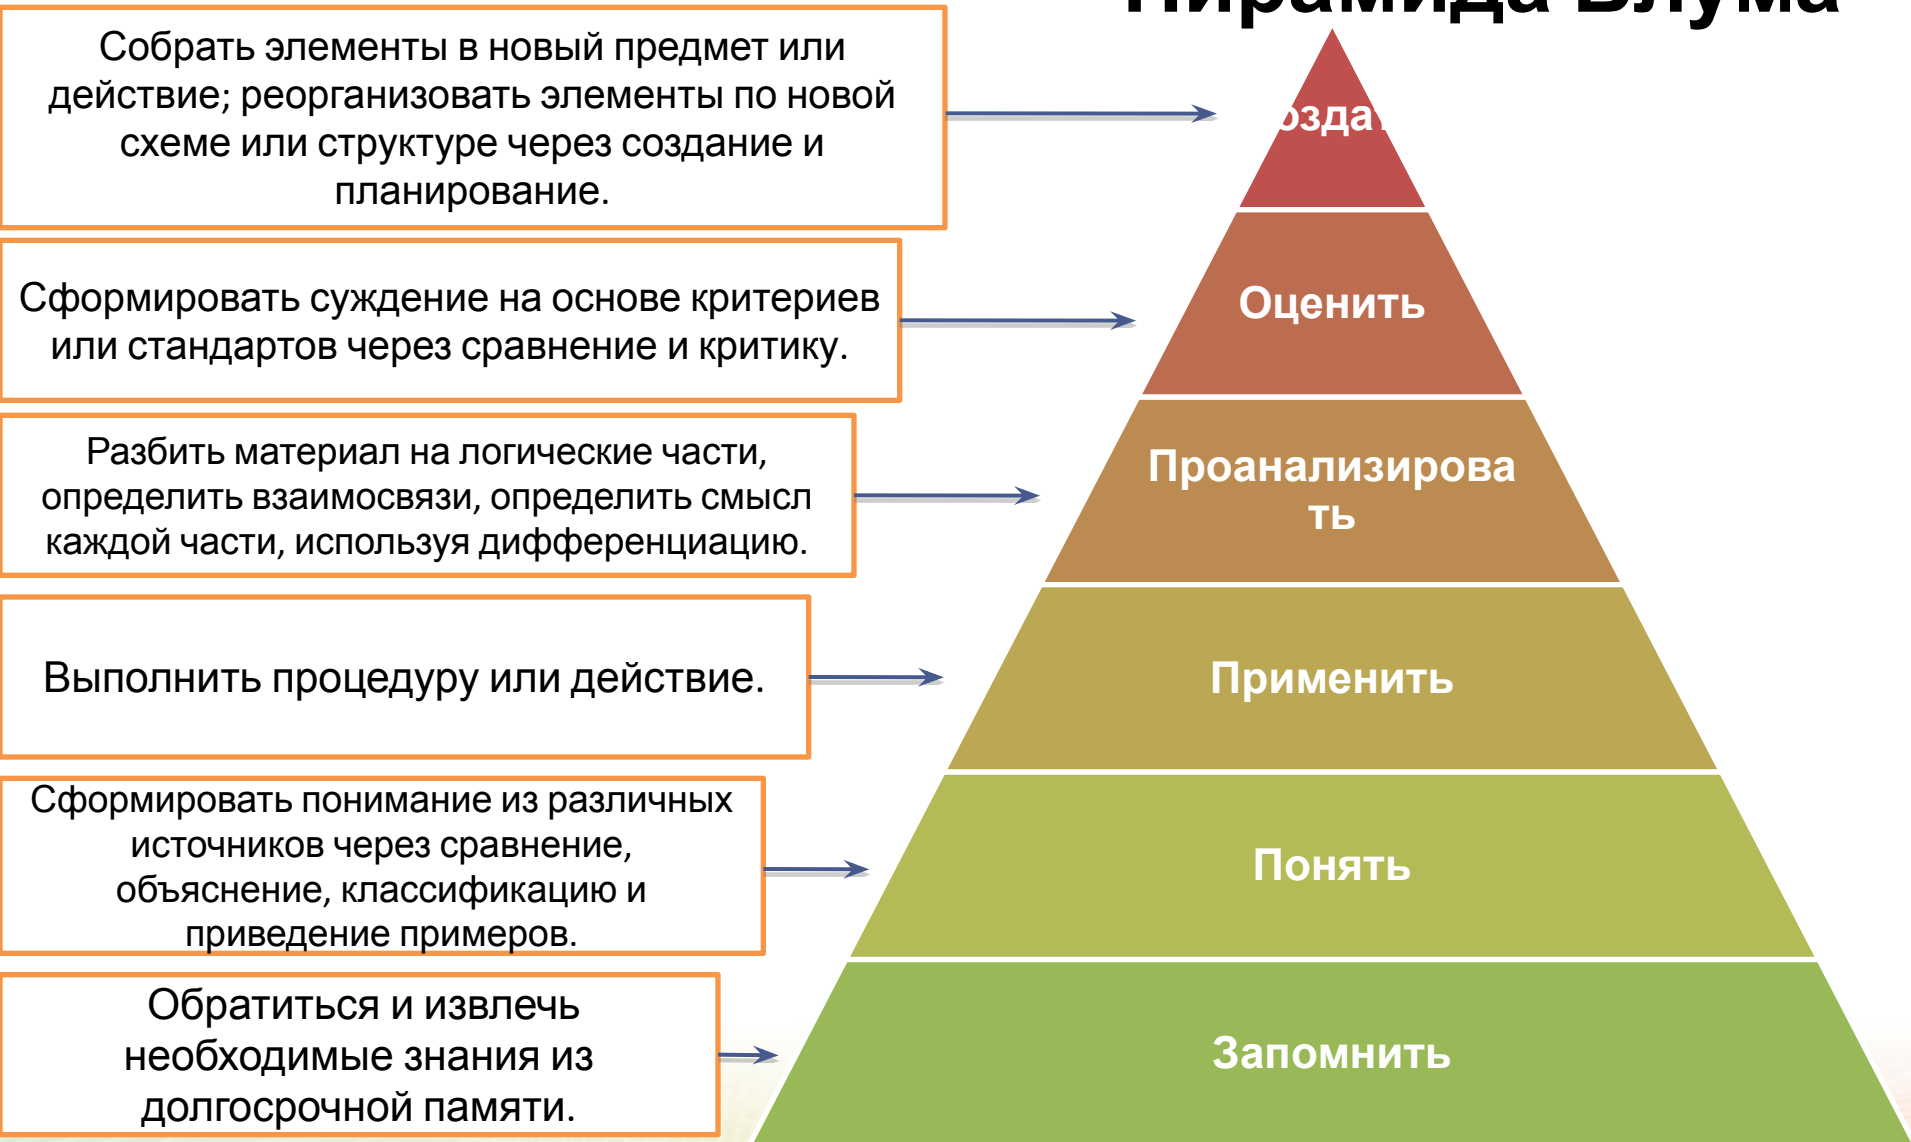 Пирамида Блума
Собрать элементы в новый предмет или
действие; реорганизовать элементы по новой
схеме или структуре через создание и
планирование.
оздат
Сформировать суждение на основе критериев
или стандартов через сравнение и критику.
Оценить
Разбить материал на логические части,
определить взаимосвязи, определить смысл
каждой части, используя дифференциацию.
Проанализирова
ть
Выполнить процедуру или действие.
Применить
Сформировать понимание из различных
источников через сравнение,
объяснение, классификацию и
приведение примеров.
Понять
Обратиться и извлечь
необходимые знания из
долгосрочной памяти.
Запомнить